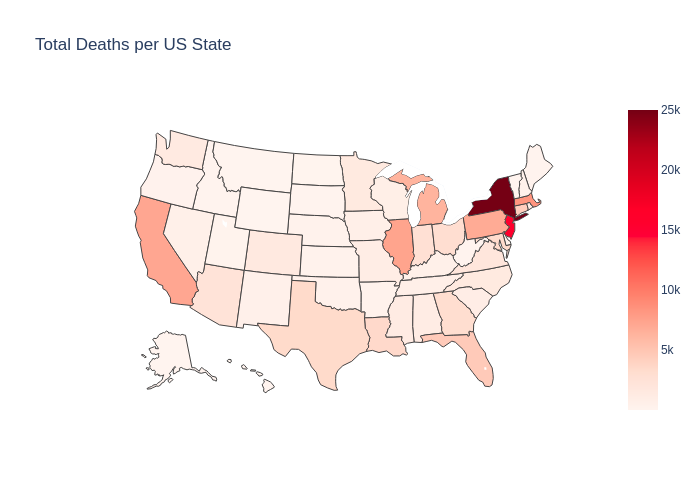 Total Deaths per US State
25k
20k
15k
10k
5k